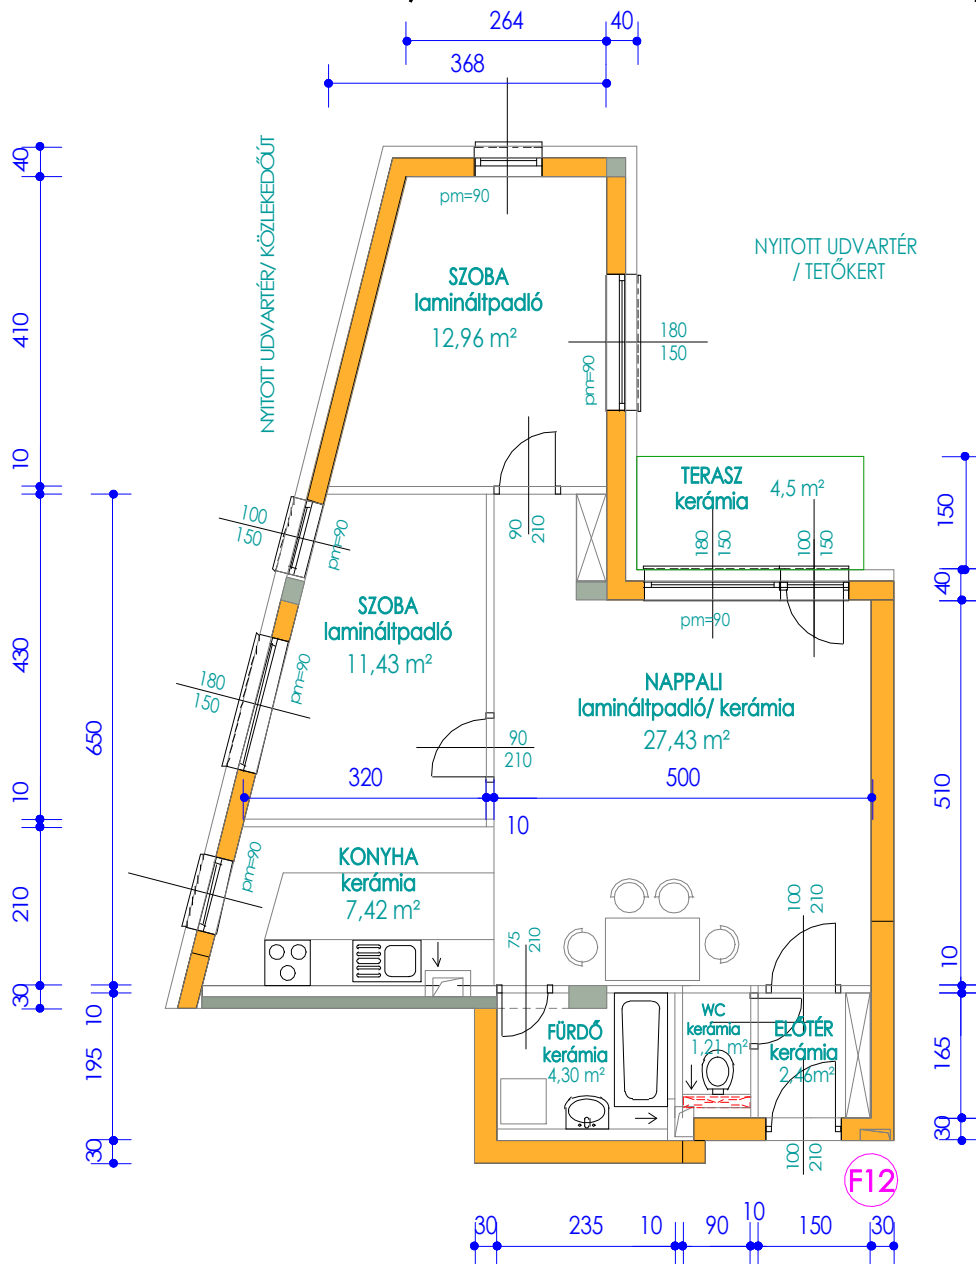 264
40
368
40
NYITOTT UDVARTÉR/ KÖZLEKEDŐÚT
pm=90
NYITOTT UDVARTÉR
/ TETŐKERT
SZOBA
lamináltpadló
12,96 m²
410
180
150
pm=90
10
TERASZ
kerámia
4,5 m²
150
100
150
pm=90
90
210
180
150
100
150
40
SZOBA
lamináltpadló
11,43 m²
pm=90
430
180
150
pm=90
NAPPALI
lamináltpadló/ kerámia
27,43 m²
650
90
210
320
500
510
10
10
KONYHA
kerámia
7,42 m²
pm=90
210
100
210
75
210
10
30
10
FÜRDŐ
kerámia
4,30 m²
WC
kerámia
1,21 m²
ELŐTÉR
kerámia
2,46m²
195
165
30
30
100
210
F12
30
235
10
90
10
150
30